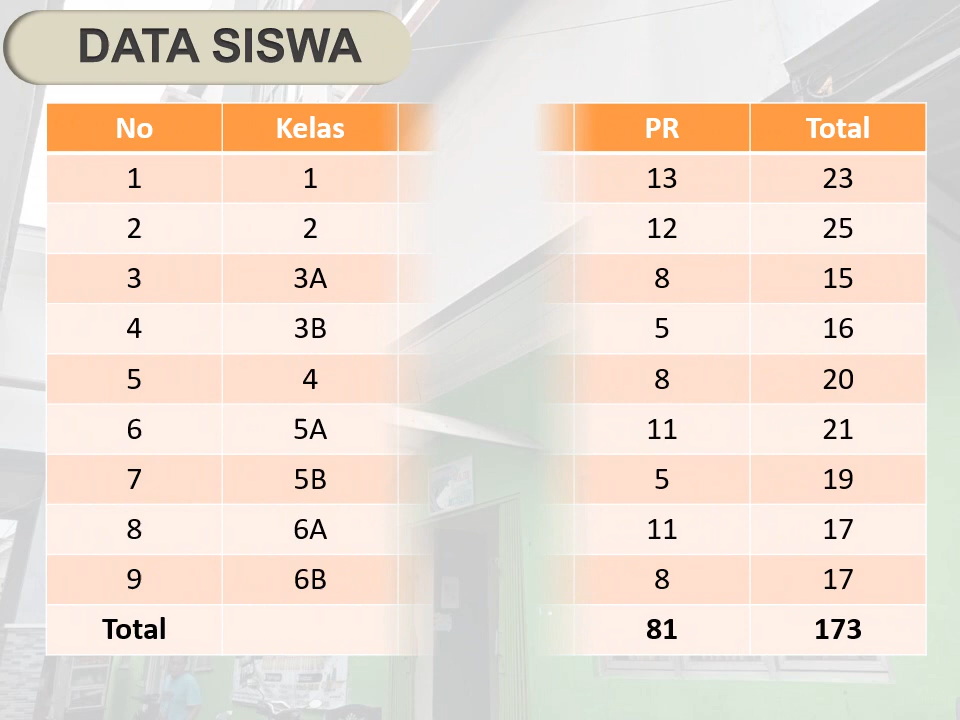 DATA SISWA
No Kelas PR Total
1 1 13 23
2 2 12 25
3 3A 8 15
4 3B 5 16
5 4 8 20
6 5A 11 21
7 5B 5 19
8 6A 11 17
9 6B 8 17
Total 81 173